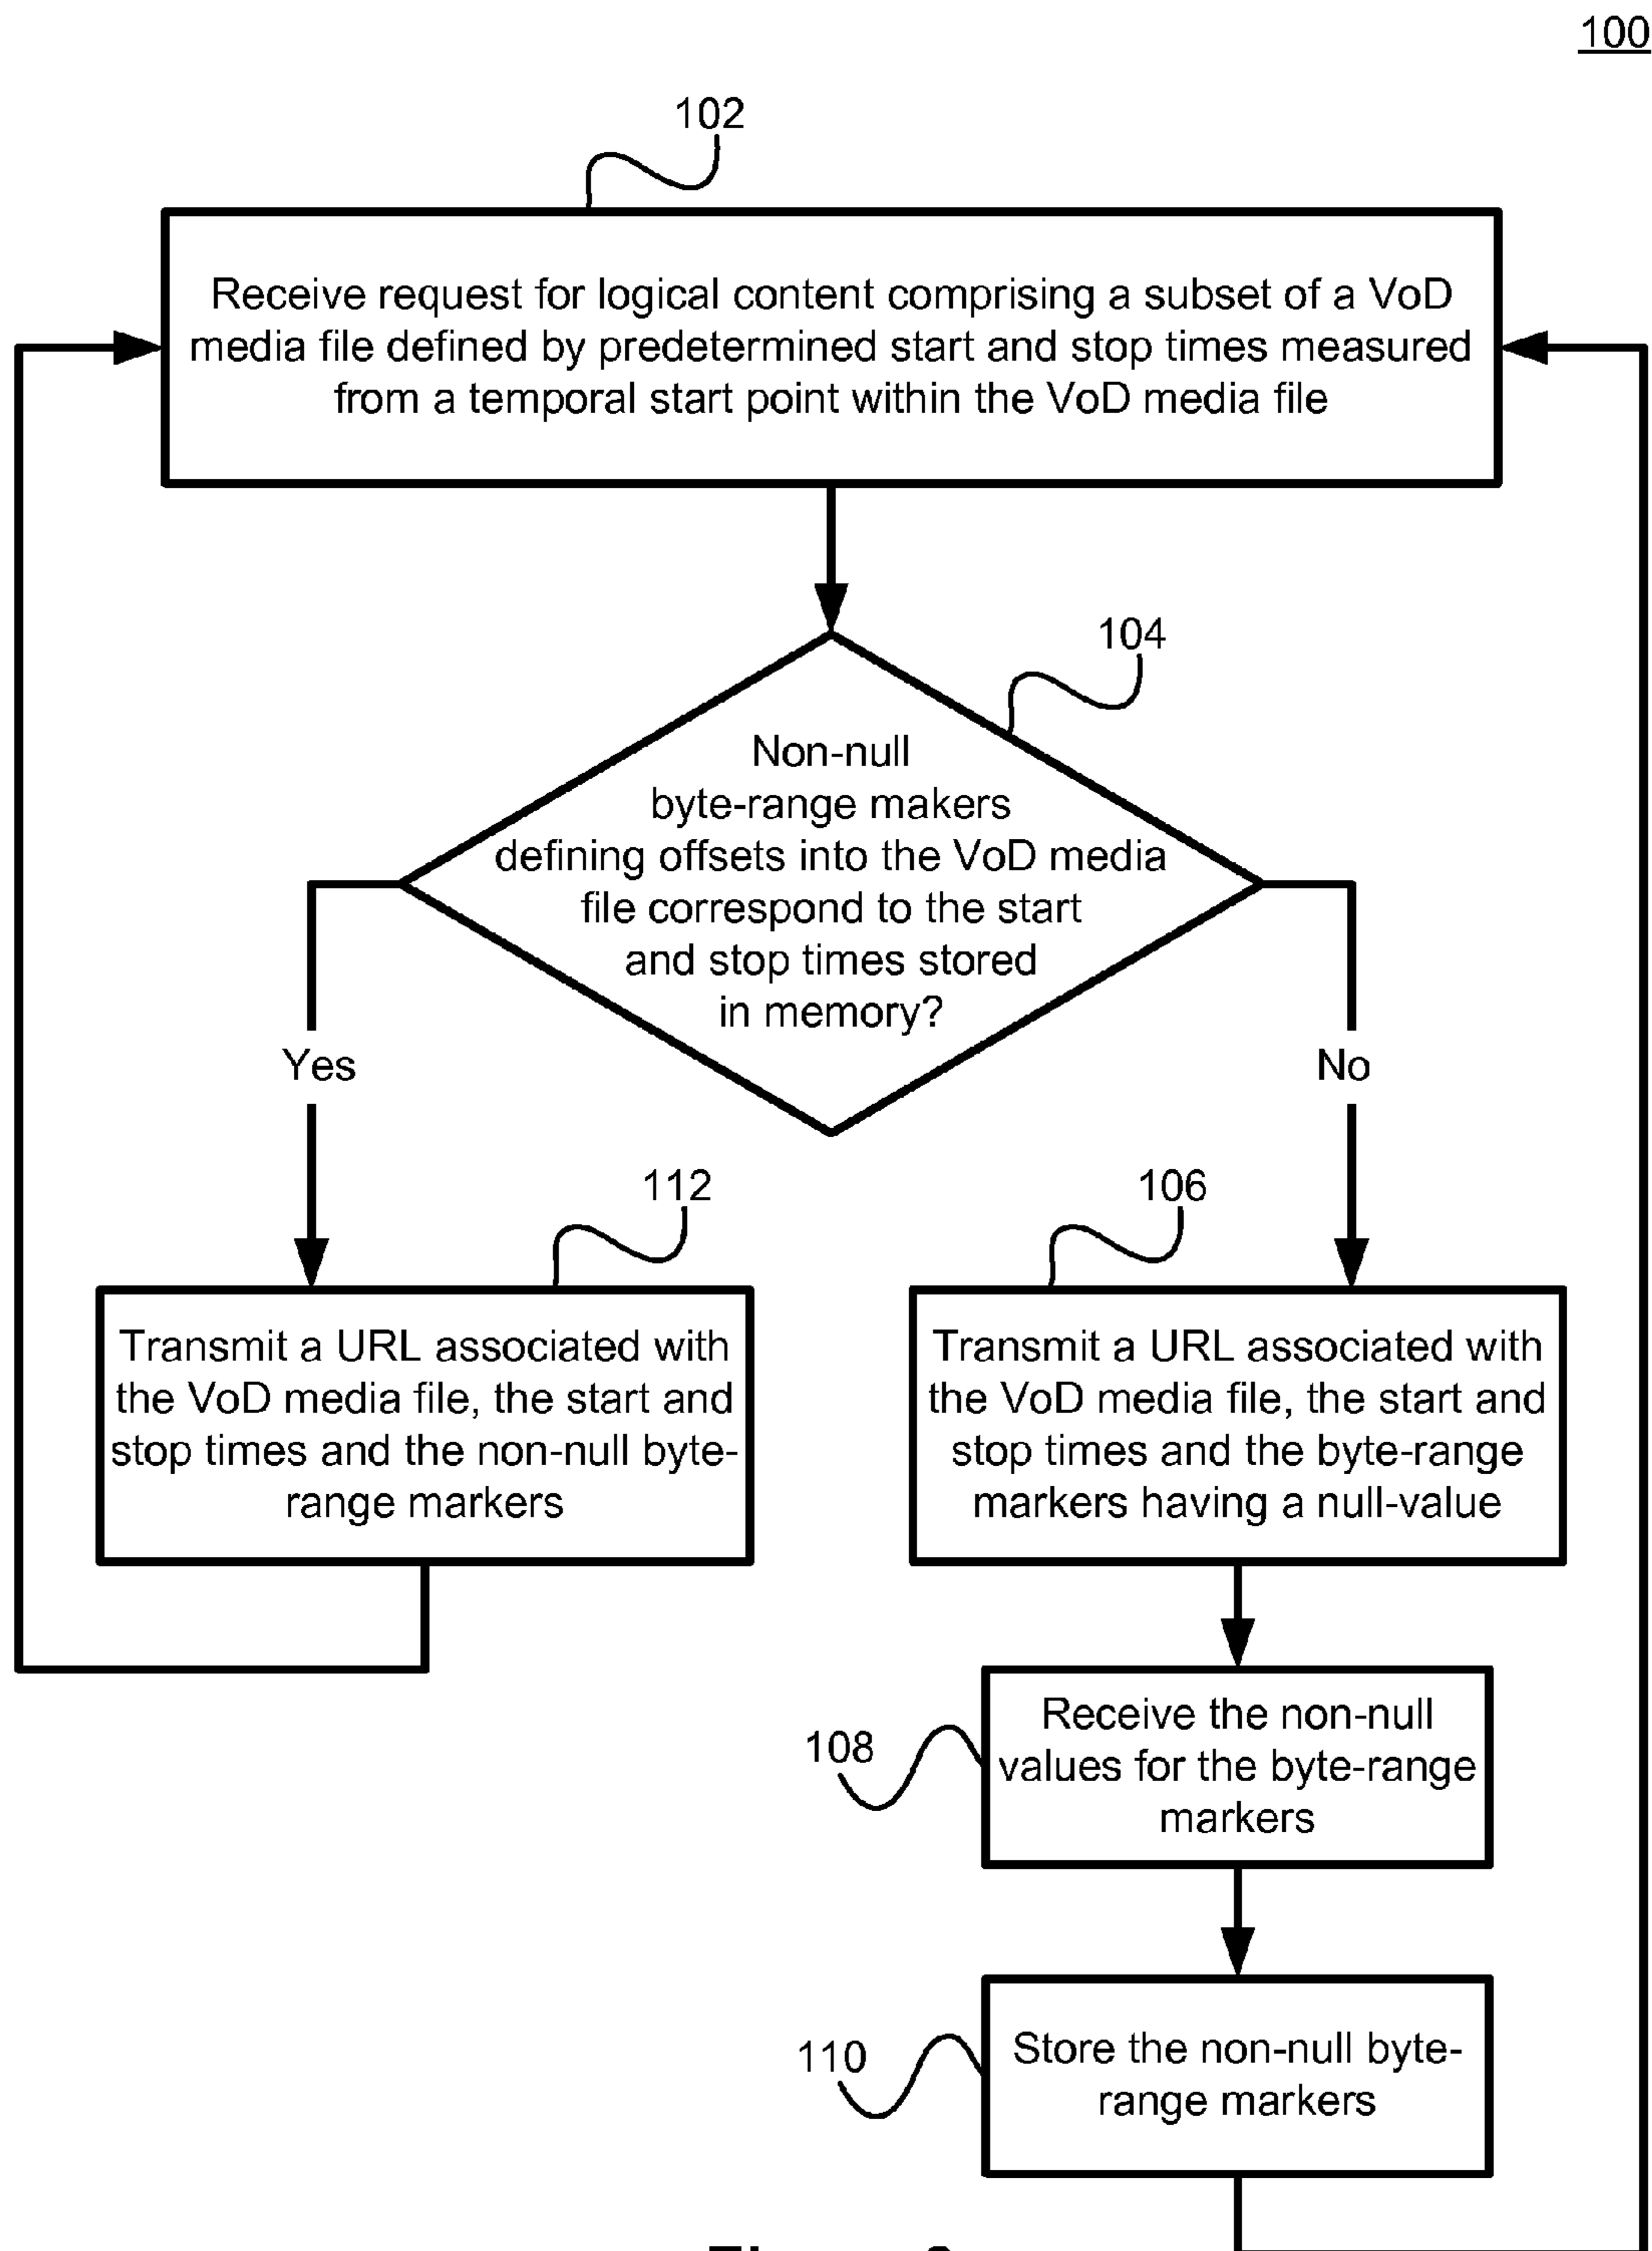 100
102
Receive request for logical content comprising a subset of a VoD
media file defined by predetermined start and stop times measured
from a temporal start point within the VoD media file
104
Non-null
byte-range makers
defining offsets into the VoD media
file correspond to the start
and stop times stored
in memory?
Yes
No
112
106
Transmit a URL associated with
the VoD media file, the start and
stop times and the non-null byte-
range markers
Transmit a URL associated with
the VoD media file, the start and
stop times and the byte-range
markers having a null-value
108
Receive the non-null
values for the byte-range
markers
110
Store the non-null byte-
range markers